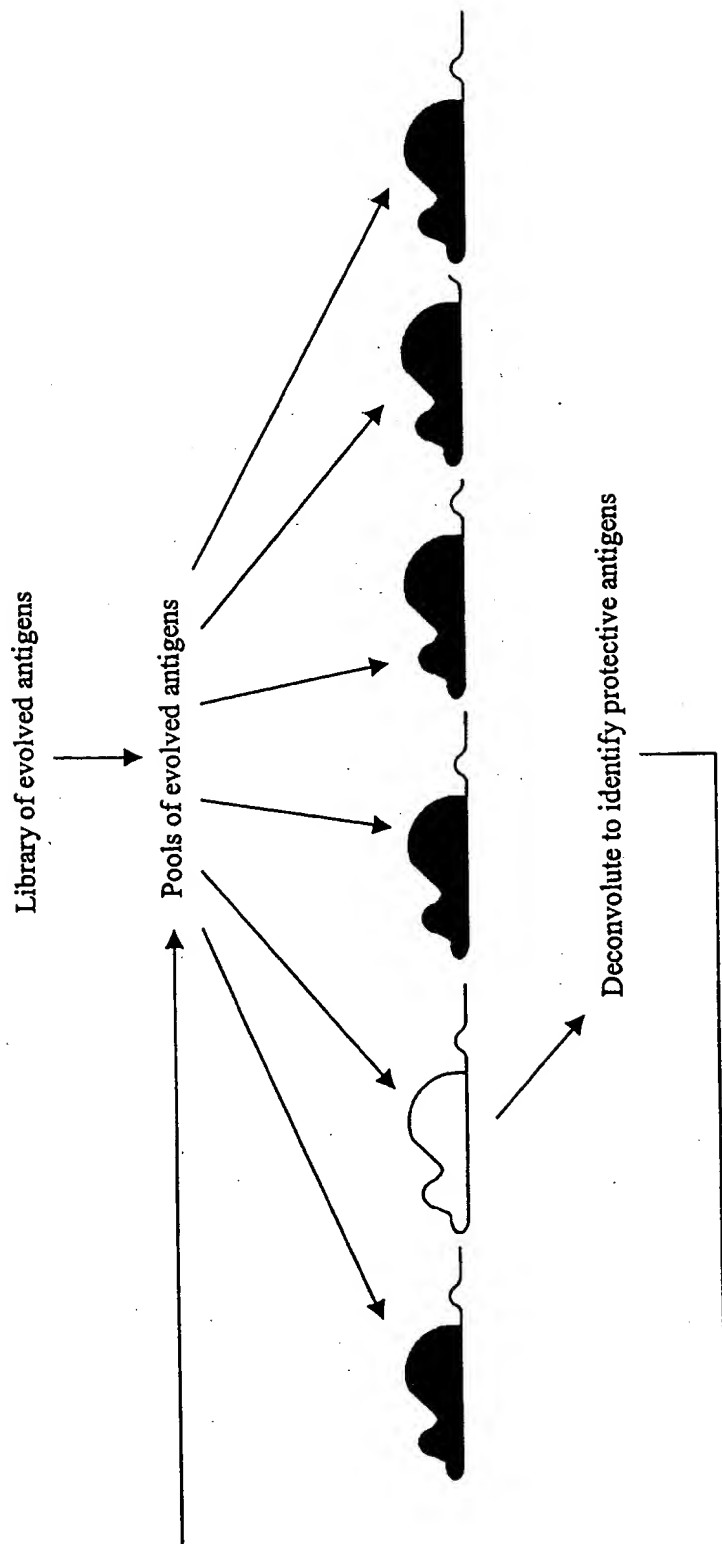 Library of evolved antigens
Pools of evolved antigens
Deconvolute to identify protective antigens